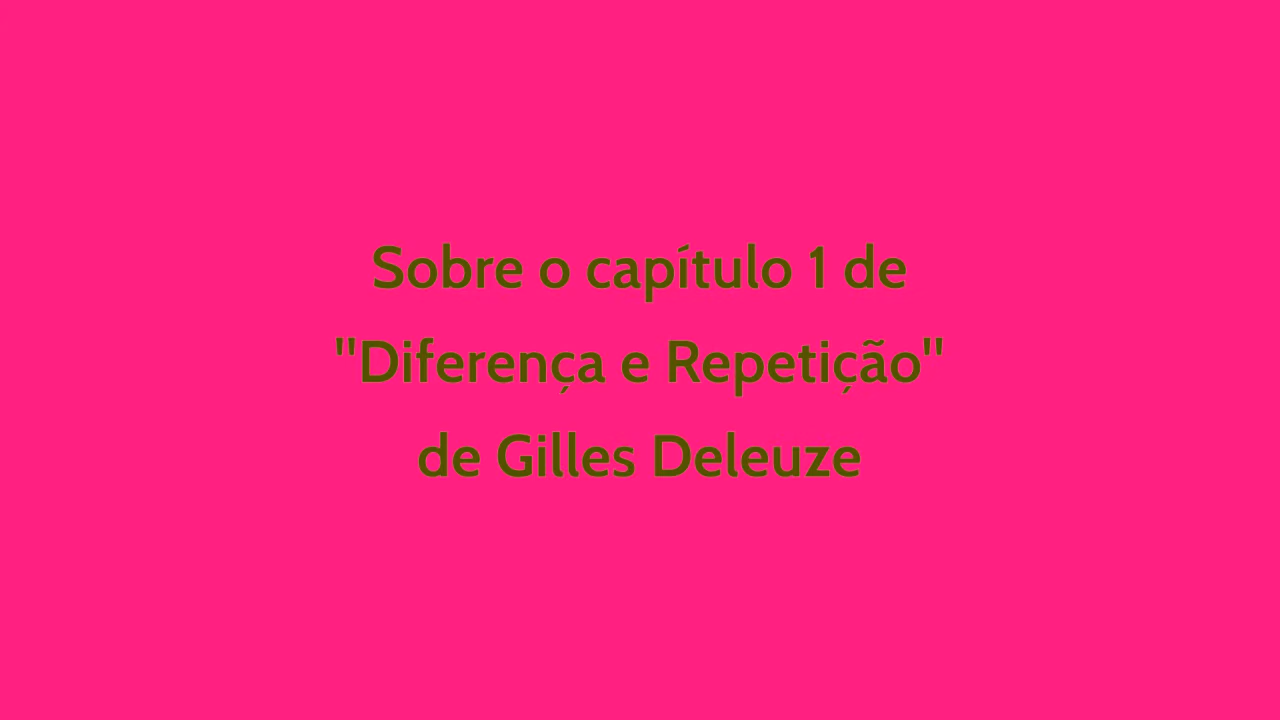 Sobre o capítulo 1 de
"Diferença e Repetição"
de Gilles Deleuze